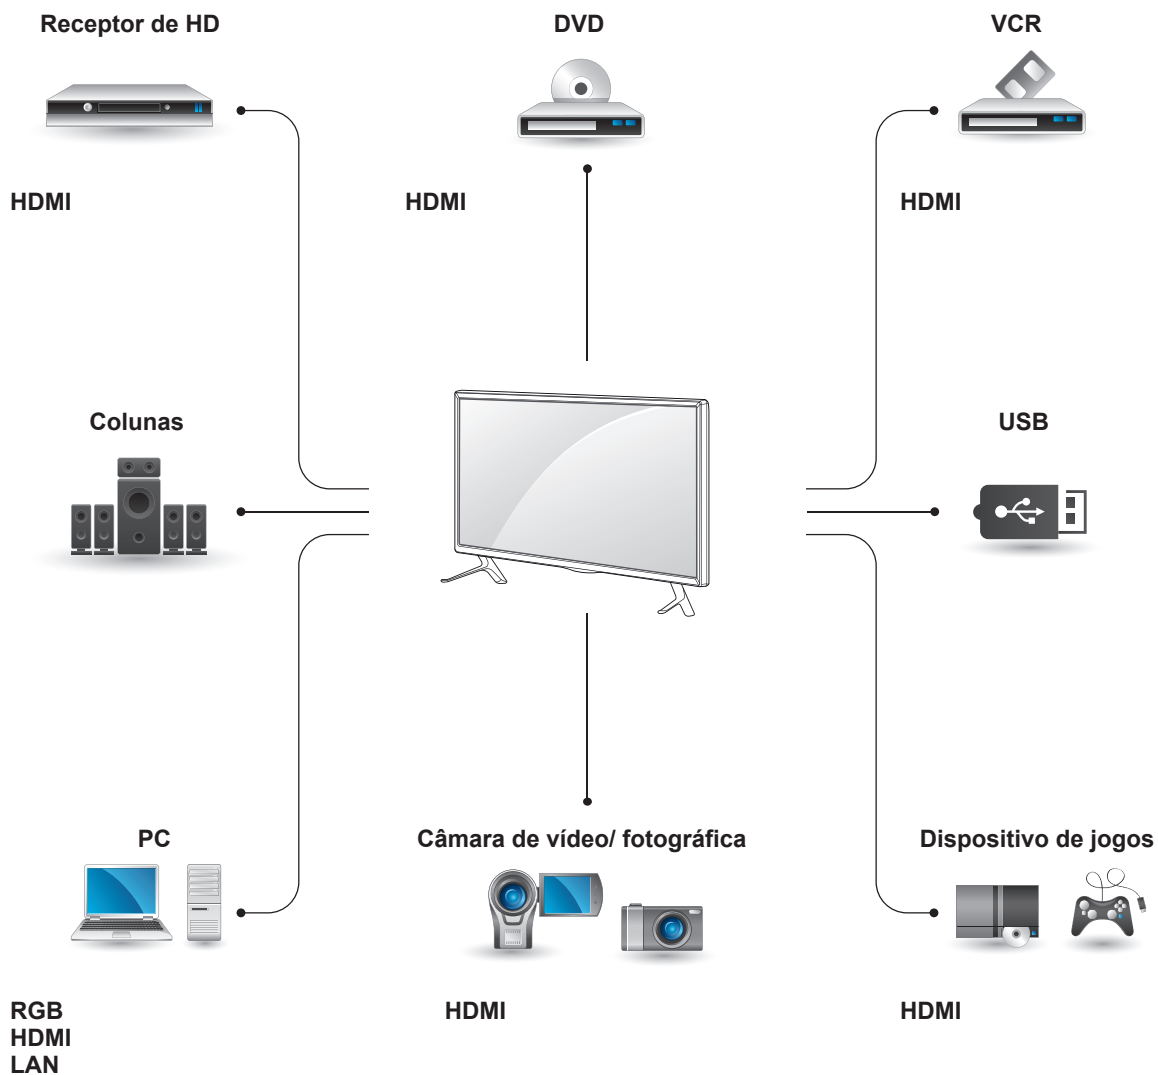 Receptor de HD
DVD
VCR
HDMI
HDMI
HDMI
Colunas
USB
PC
Câmara de vídeo/ fotográfica
Dispositivo de jogos
RGB
HDMI
LAN
HDMI
HDMI